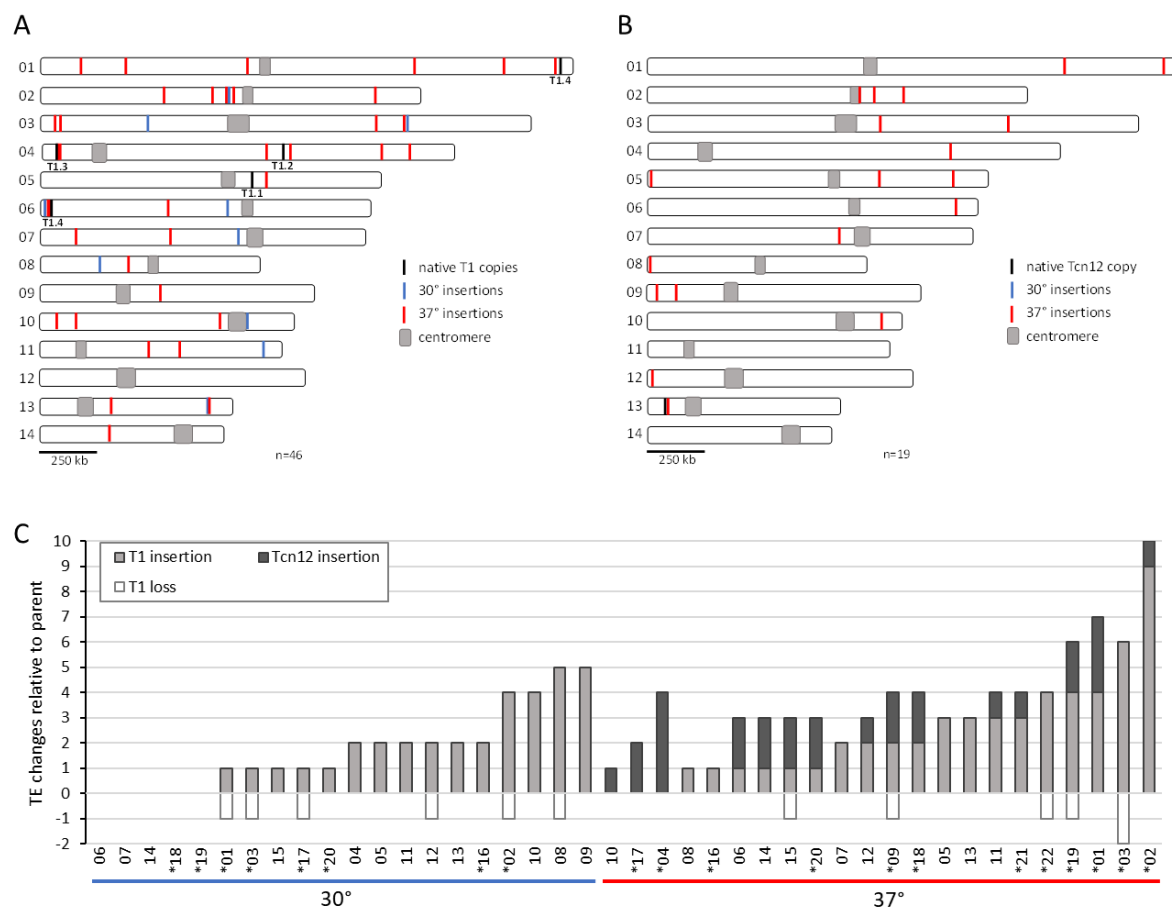 A
01
T1.4
02
03
04
T1.3
T1.2
05
T1.1
06
T1.4
07
08
09
10
11
12
13
14
native T1 copies
30° insertions
37° insertions
centromere
250 kb
n=46
B
01
02
03
04
05
06
07
08
09
10
11
12
13
14
native Tcn12 copy
30° insertions
37° insertions
centromere
250 kb
n=19
C
TE changes relative to parent
10
9
8
7
6
5
4
3
2
1
0
-1
-2
T1 insertion Tcn12 insertion
T1 loss
06 07 14 *18 *19 *01 *03 15 *17 *20 04 05 11 12 13 *16 *02 10 08 09 10 *17 *04 08 *16 06 14 15 *20 07 12 *09 *18 05 13 11 *21 *22 *19 *01 *03 *02
30° 37°